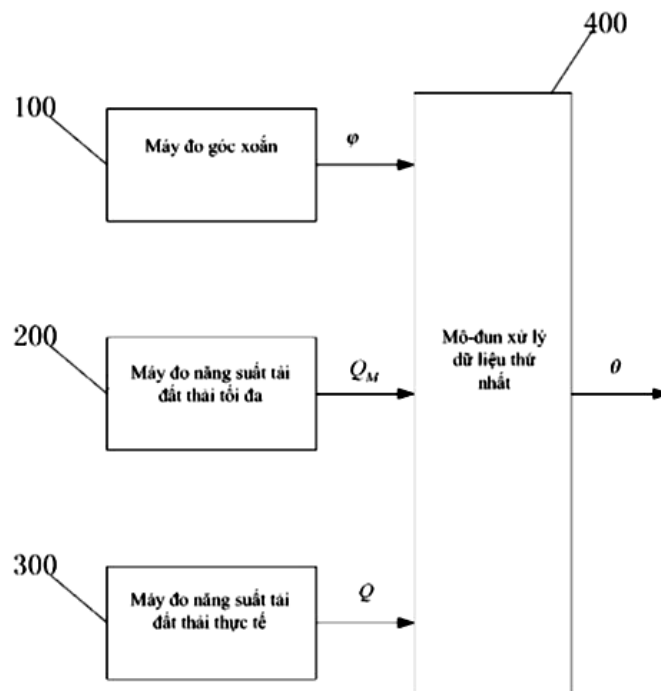 400
100
Máy đo góc xoắn
φ
200
Máy đo năng suất tải
đất thải tối đa
Q_M
Mô-đun xử lý
dữ liệu thứ
nhất
θ
300
Máy đo năng suất tải
đất thải thực tế
Q